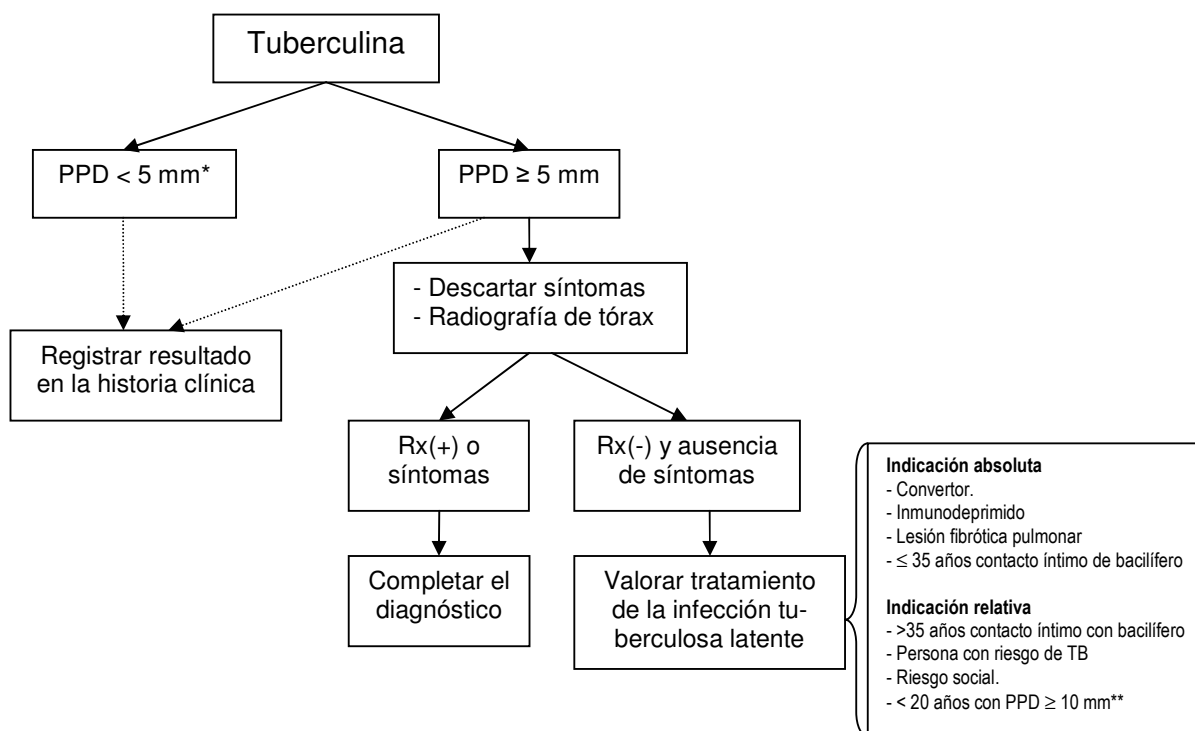 Tuberculina
PPD < 5 mm*
PPD ≥ 5 mm
- Descartar síntomas
- Radiografía de tórax
Registrar resultado
en la historia clínica
Rx(+) o
síntomas
Rx(-) y ausencia
de síntomas
Completar el
diagnóstico
Valorar tratamiento
de la infección tu-
berculosa latente
Indicación absoluta
- Convertor.
- Inmunodeprimido
- Lesión fibrótica pulmonar
- ≤ 35 años contacto íntimo de bacilífero
Indicación relativa
- >35 años contacto íntimo con bacilífero
- Persona con riesgo de TB
- Riesgo social.
- < 20 años con PPD ≥ 10 mm**